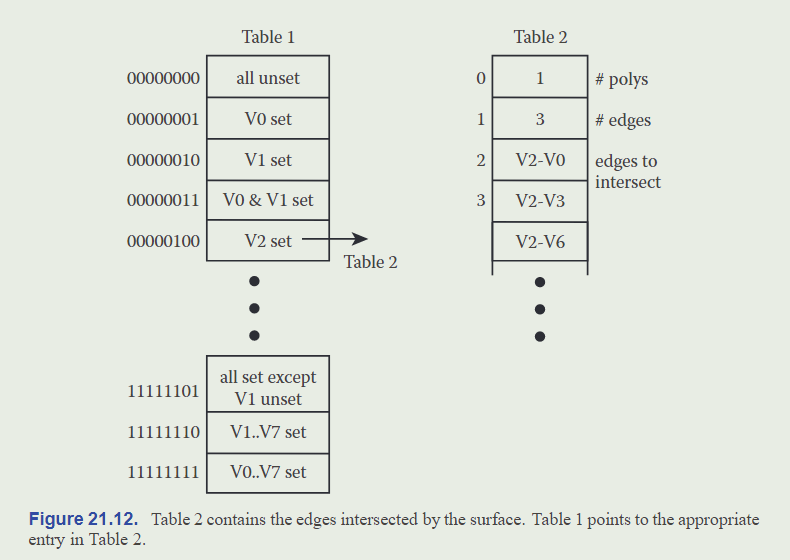 Table 1
00000000 all unset
00000001 V0 set
00000010 V1 set
00000011 V0 & V1 set
00000100 V2 set
Table 2
11111101 all set except
V1 unset
11111110 V1..V7 set
11111111 V0..V7 set
Table 2
0 1 # polys
1 3 # edges
2 V2-V0 edges to
intersect
3 V2-V3
V2-V6
Figure 21.12. Table 2 contains the edges intersected by the surface. Table 1 points to the appropriate
entry in Table 2.